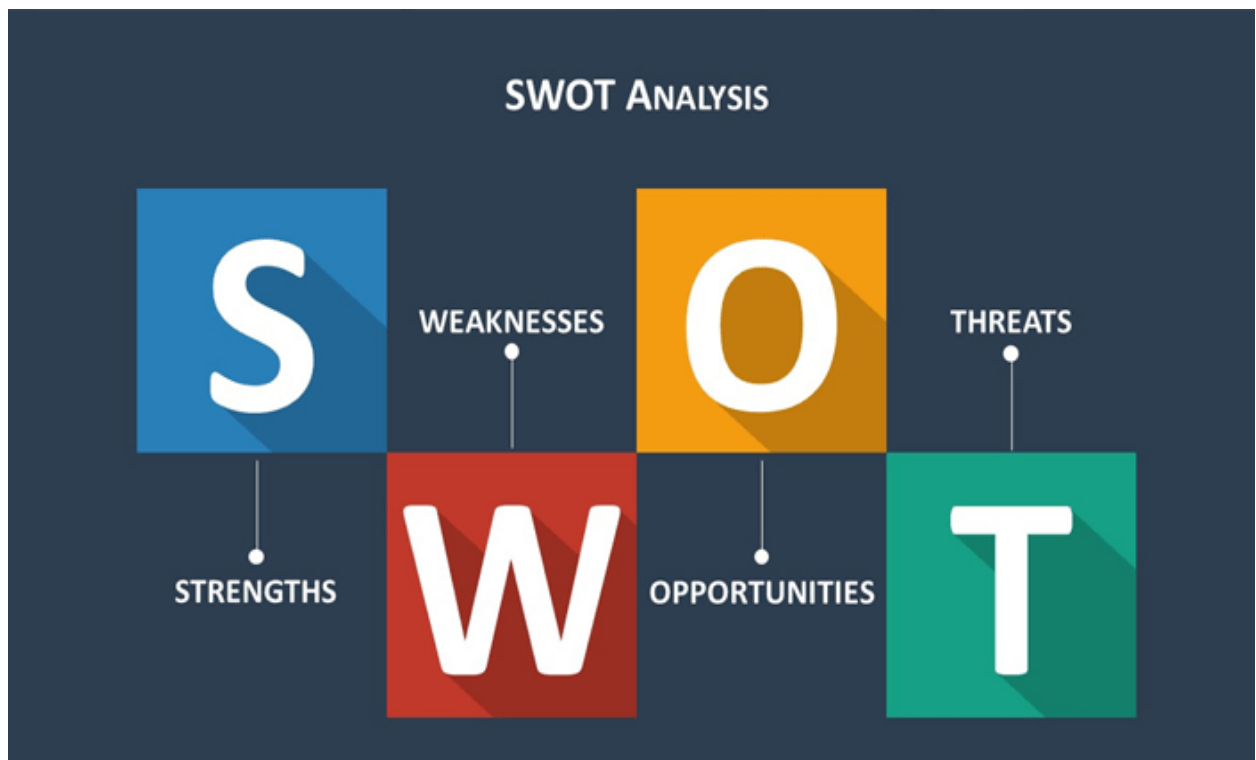 SWOT ANALYSIS
S
STRENGTHS
WEAKNESSES
W
O
OPPORTUNITIES
THREATS
T